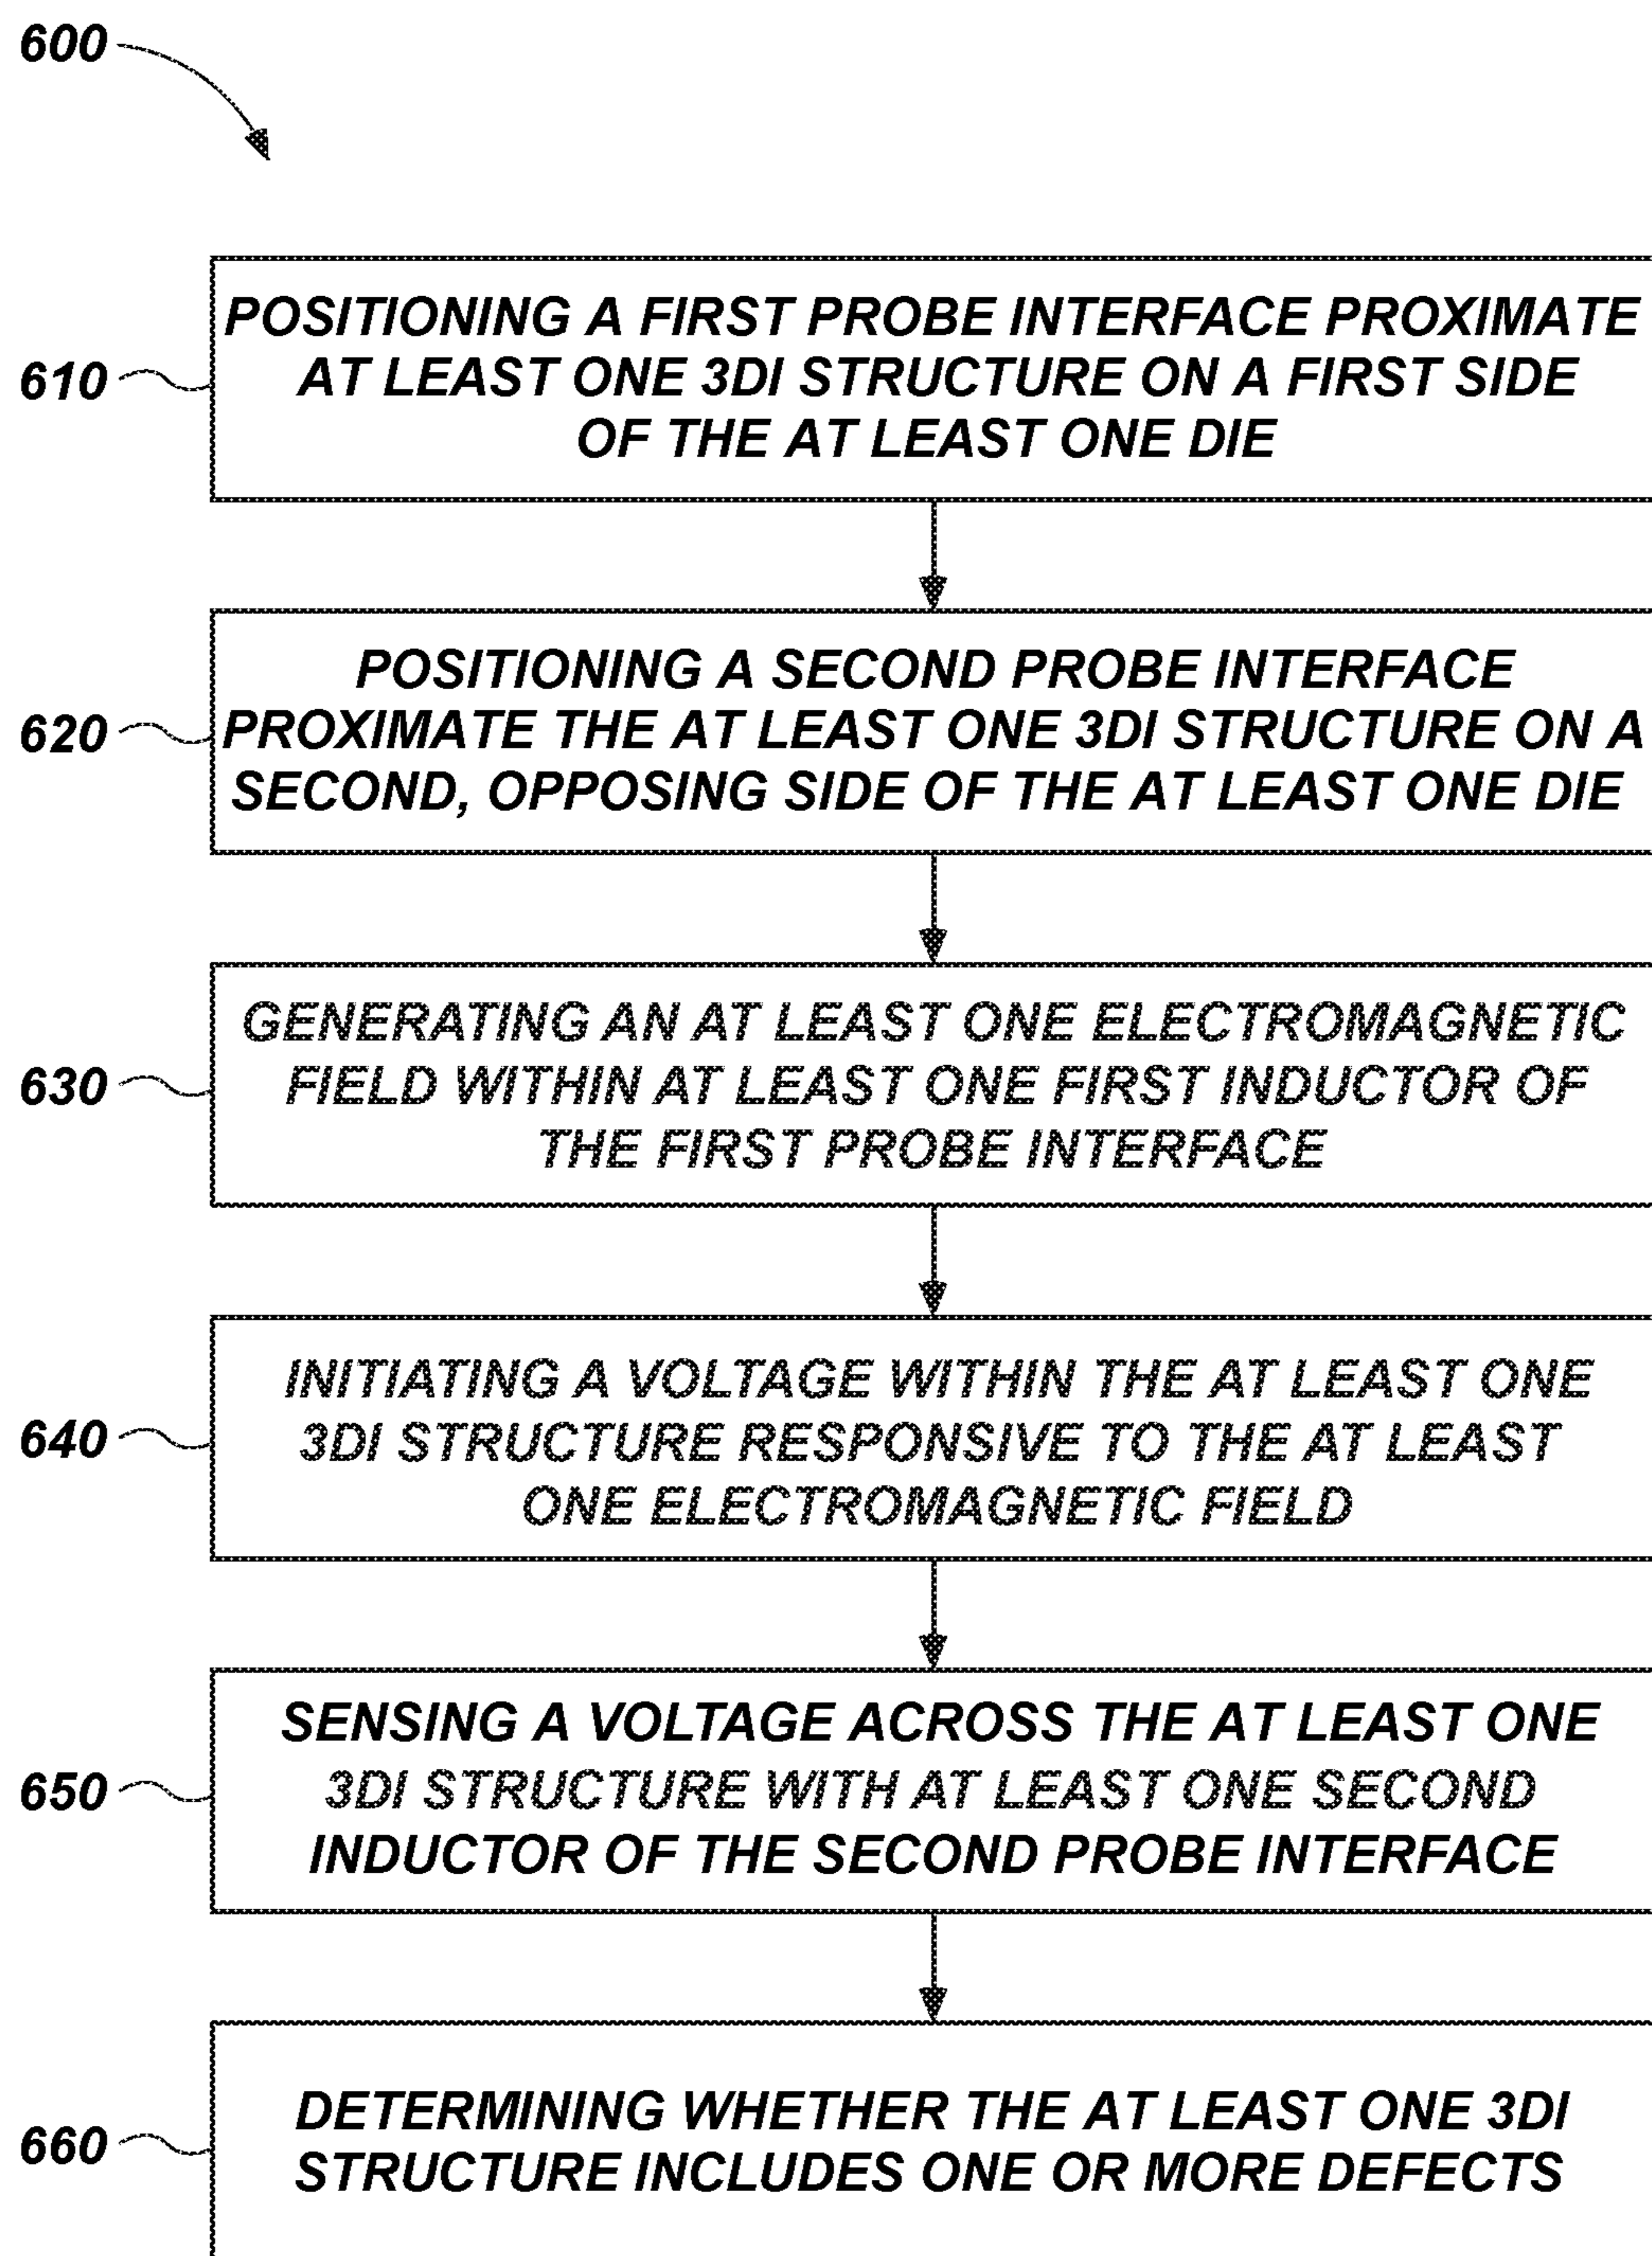 600
610
POSITIONING A FIRST PROBE INTERFACE PROXIMATE
AT LEAST ONE 3DI STRUCTURE ON A FIRST SIDE
OF THE AT LEAST ONE DIE
620
POSITIONING A SECOND PROBE INTERFACE
PROXIMATE THE AT LEAST ONE 3DI STRUCTURE ON A
SECOND, OPPOSING SIDE OF THE AT LEAST ONE DIE
630
GENERATING AN AT LEAST ONE ELECTROMAGNETIC
FIELD WITHIN AT LEAST ONE FIRST INDUCTOR OF
THE FIRST PROBE INTERFACE
640
INITIATING A VOLTAGE WITHIN THE AT LEAST ONE
3DI STRUCTURE RESPONSIVE TO THE AT LEAST
ONE ELECTROMAGNETIC FIELD
650
SENSING A VOLTAGE ACROSS THE AT LEAST ONE
3DI STRUCTURE WITH AT LEAST ONE SECOND
INDUCTOR OF THE SECOND PROBE INTERFACE
660
DETERMINING WHETHER THE AT LEAST ONE 3DI
STRUCTURE INCLUDES ONE OR MORE DEFECTS